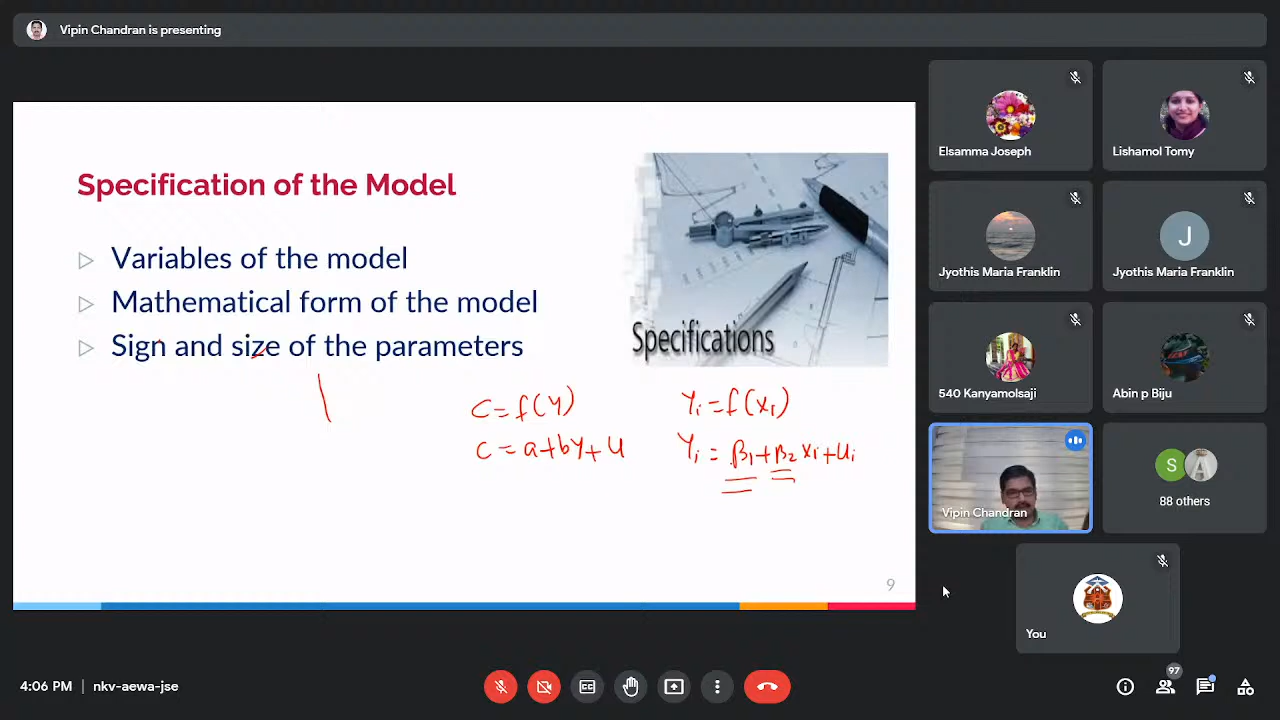 Vipin Chandran is presenting
Specification of the Model
Variables of the model
Mathematical form of the model
Sign and size of the parameters
Specifications
C = f(Y)
C = a+bY+U
Yi = f(Xi)
Yi = β1+β2 Xi+Ui
9
Elsamma Joseph
Lishamol Tomy
Jyothis Maria Franklin
J
Jyothis Maria Franklin
540 Kanyamolsaji
Abin p Biju
Vipin Chandran
S
88 others
You
4:06 PM | nkv-aewa-jse
97